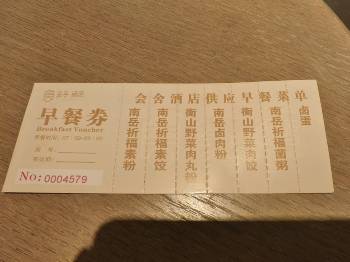 早餐券
Breakfast Voucher
No: 0004579
会舍酒店供应早餐菜单
南岳祈福素粉
南岳祈福素饺
衡山野菜肉丸粉
南岳卤肉粉
衡山野菜肉饺
南岳祈福菌粥
卤蛋